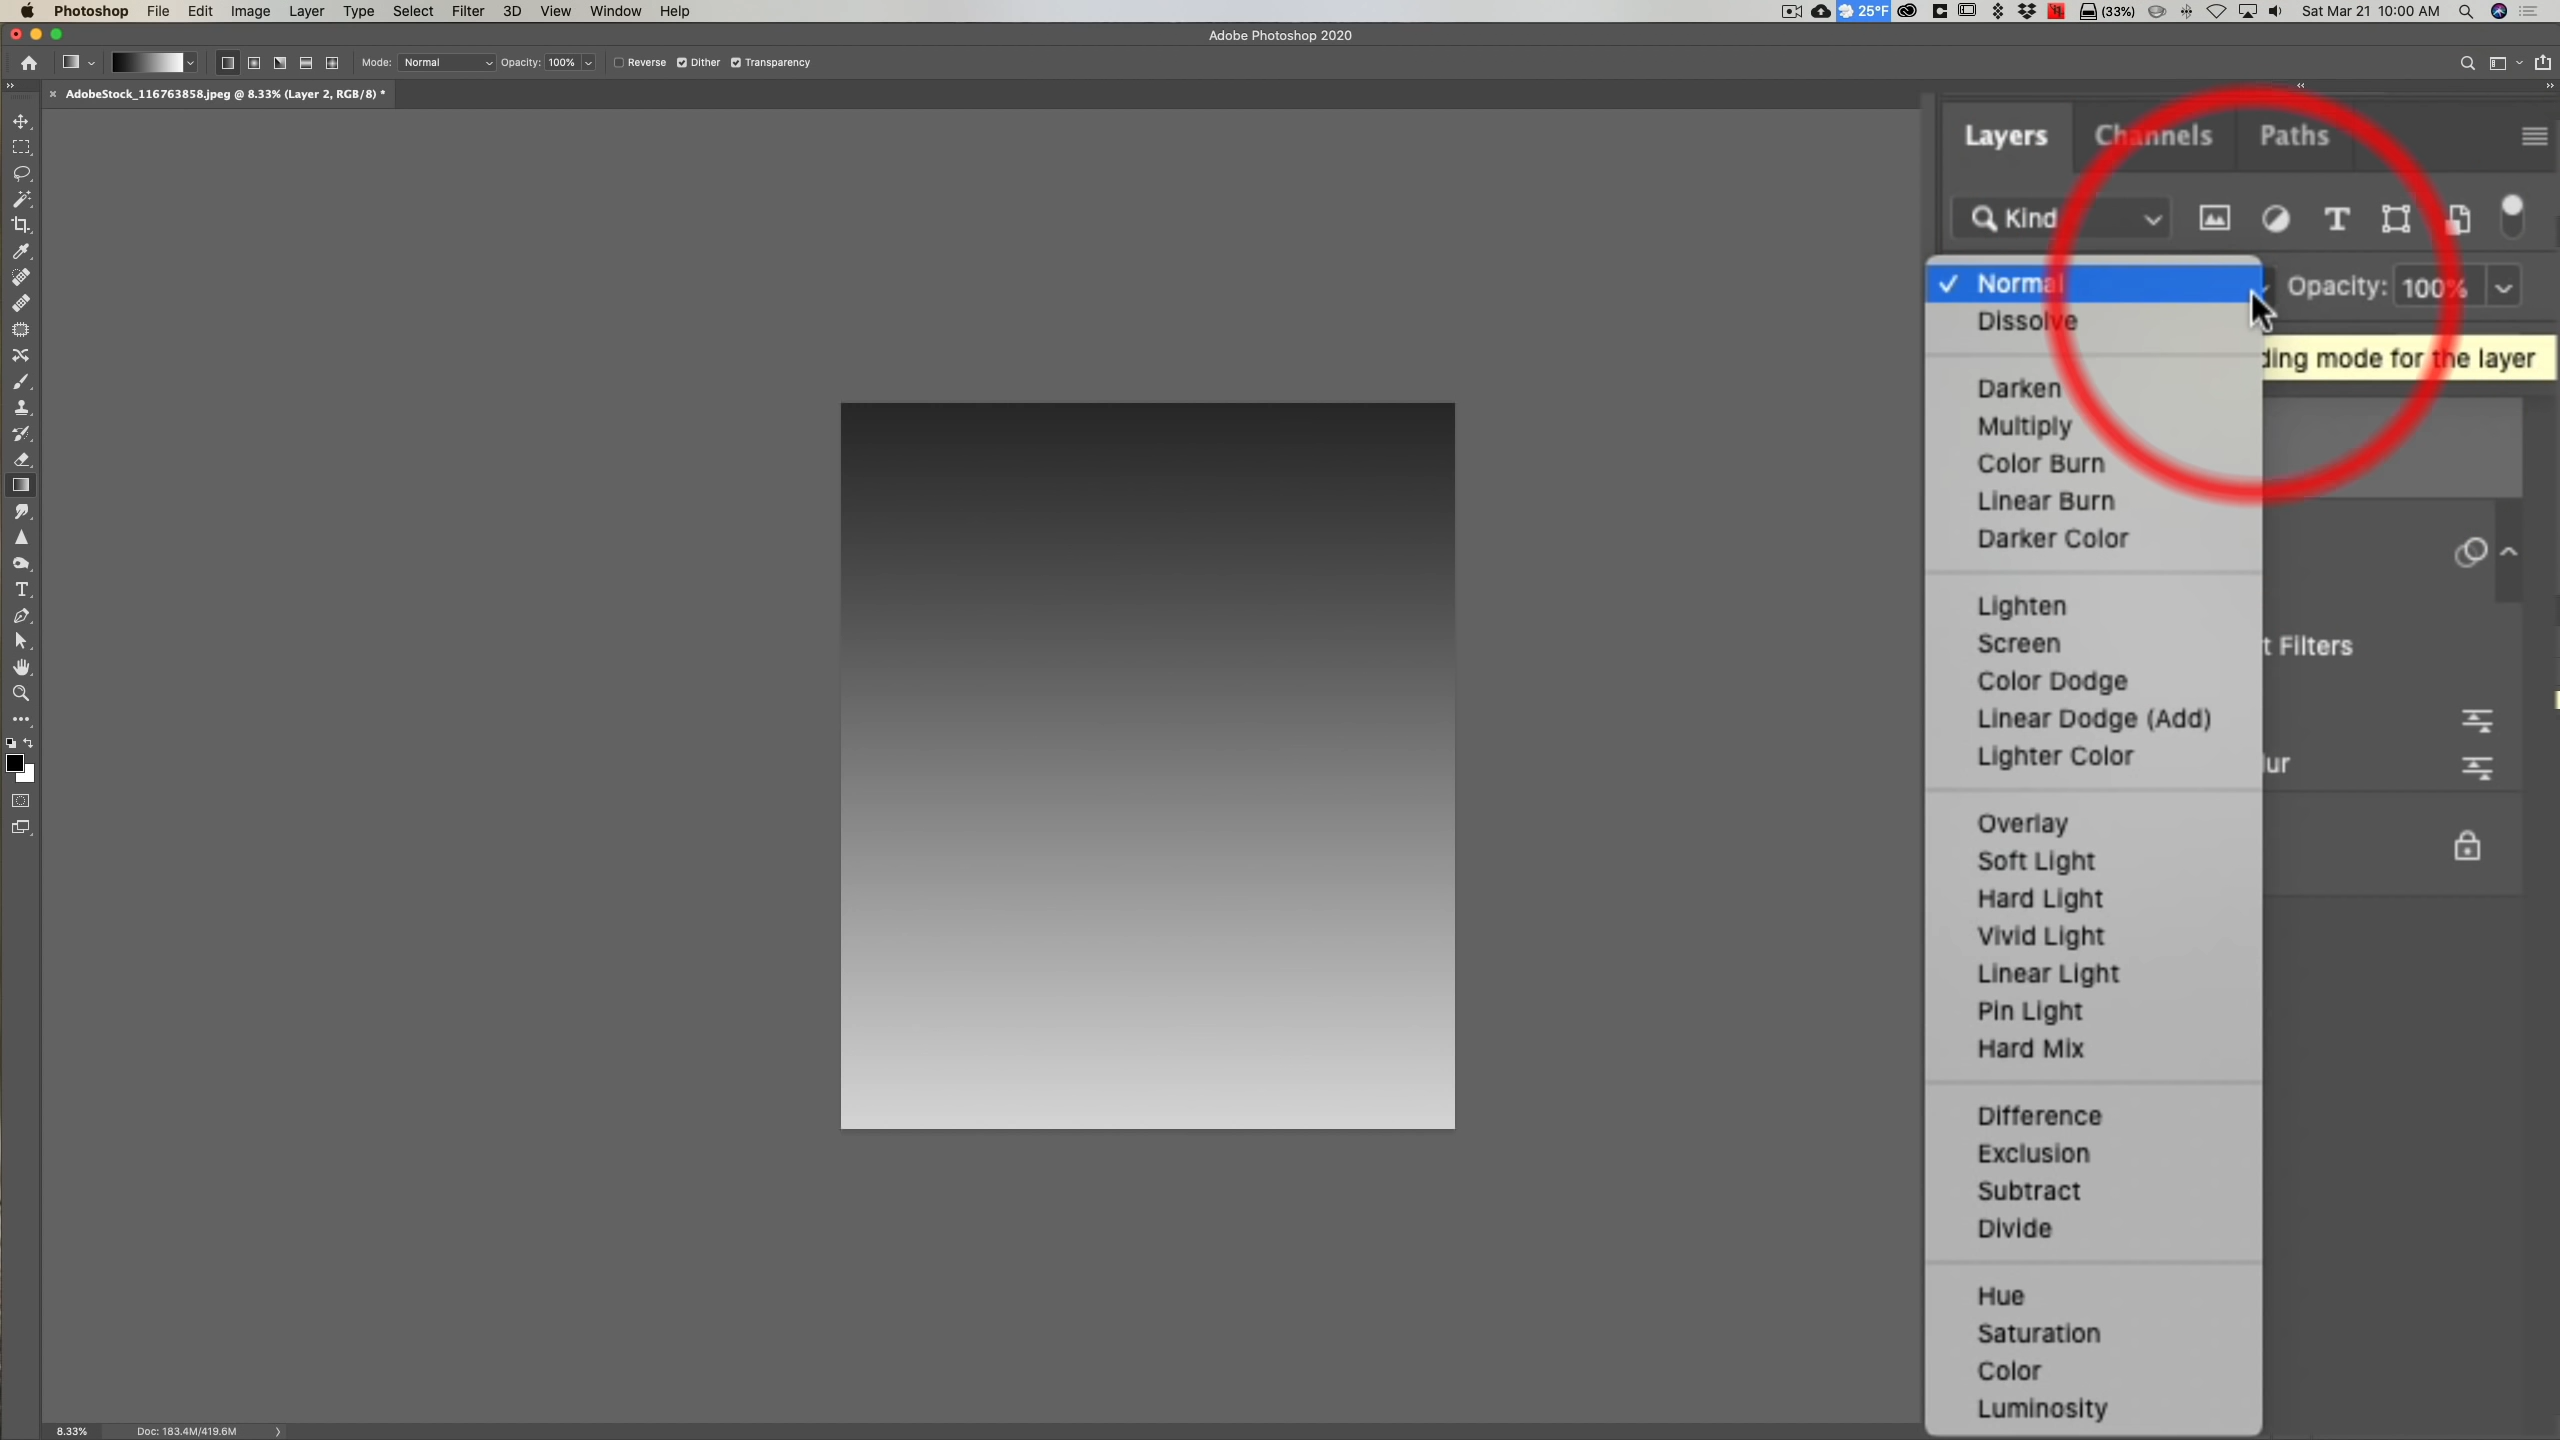 Photoshop File Edit Image Layer Type Select Filter 3D View Window Help 25°F (33%) Sat Mar 21 10:00 AM
Adobe Photoshop 2020
Mode: Normal Opacity: 100% Reverse Dither Transparency
AdobeStock_116763858.jpeg @ 8.33% (Layer 2, RGB/8) *
Layers Channels Paths
Kind
Normal Opacity: 100%
Dissolve
ding mode for the layer
Darken
Multiply
Color Burn
Linear Burn
Darker Color
Lighten
Screen
t Filters
Color Dodge
Linear Dodge (Add)
Lighter Color
lur
Overlay
Soft Light
Hard Light
Vivid Light
Linear Light
Pin Light
Hard Mix
Difference
Exclusion
Subtract
Divide
Hue
Saturation
Color
Luminosity
8.33% Doc: 183.4M/419.6M